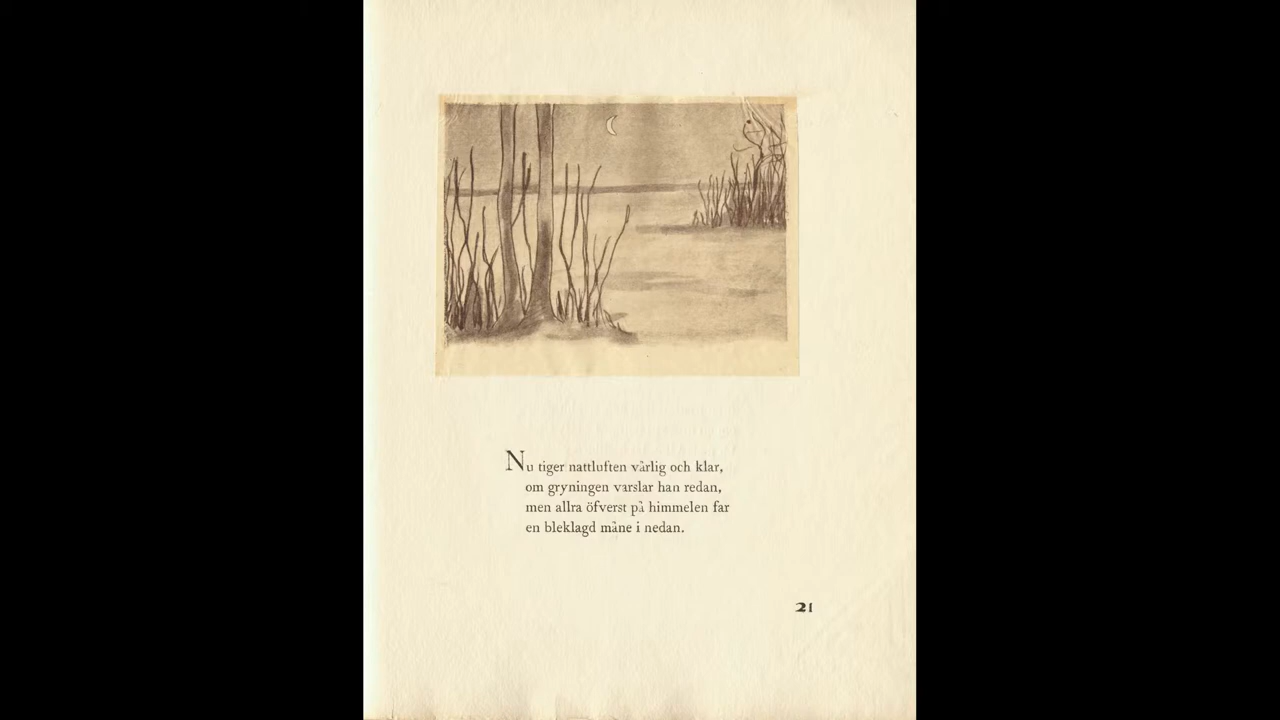 Nu tiger nattluften vårlig och klar,
om gryningen varslar han redan,
men allra öfverst på himmelen far
en bleklagd måne i nedan.
21